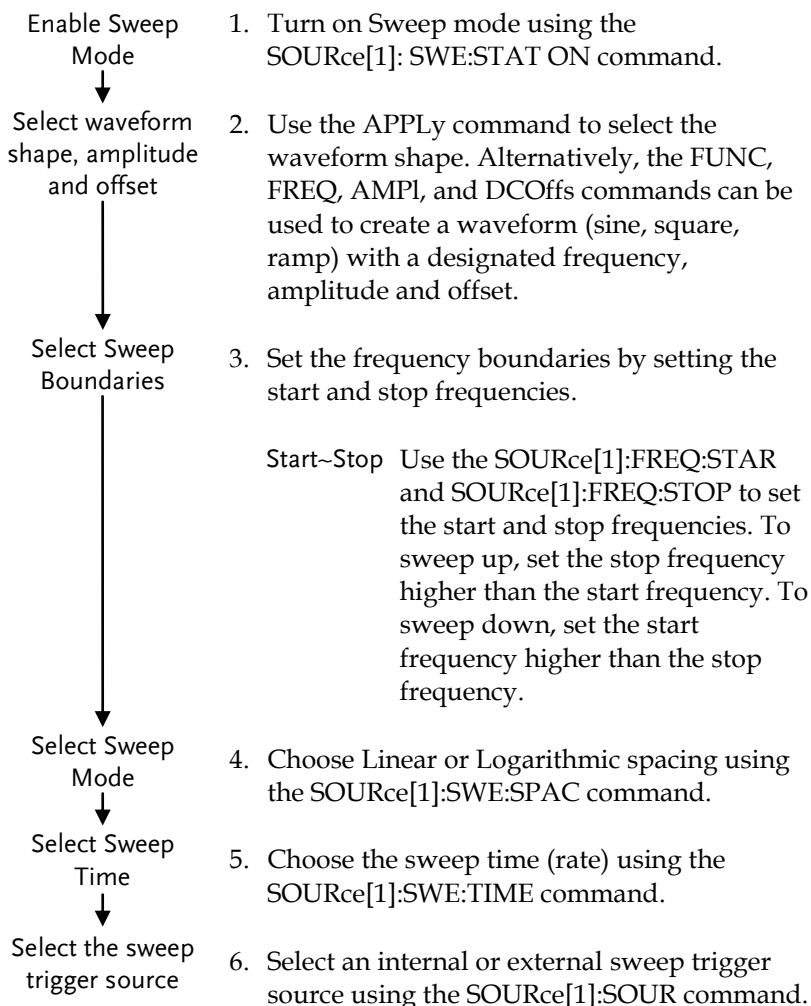 Enable Sweep
Mode
1. Turn on Sweep mode using the
SOURce[1]: SWE:STAT ON command.
Select waveform
shape, amplitude
and offset
2. Use the APPLy command to select the
waveform shape. Alternatively, the FUNC,
FREQ, AMPl, and DCOffs commands can be
used to create a waveform (sine, square,
ramp) with a designated frequency,
amplitude and offset.
Select Sweep
Boundaries
3. Set the frequency boundaries by setting the
start and stop frequencies.
Start~Stop Use the SOURce[1]:FREQ:STAR
and SOURce[1]:FREQ:STOP to set
the start and stop frequencies. To
sweep up, set the stop frequency
higher than the start frequency. To
sweep down, set the start
frequency higher than the stop
frequency.
Select Sweep
Mode
4. Choose Linear or Logarithmic spacing using
the SOURce[1]:SWE:SPAC command.
Select Sweep
Time
5. Choose the sweep time (rate) using the
SOURce[1]:SWE:TIME command.
Select the sweep
trigger source
6. Select an internal or external sweep trigger
source using the SOURce[1]:SOUR command.